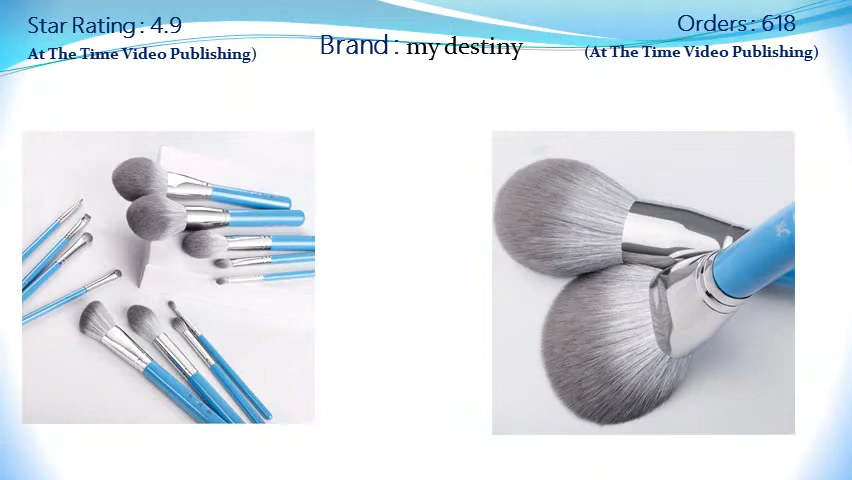 Star Rating : 4.9
At The Time Video Publishing)
Brand : my destiny
Orders : 618
(At The Time Video Publishing)